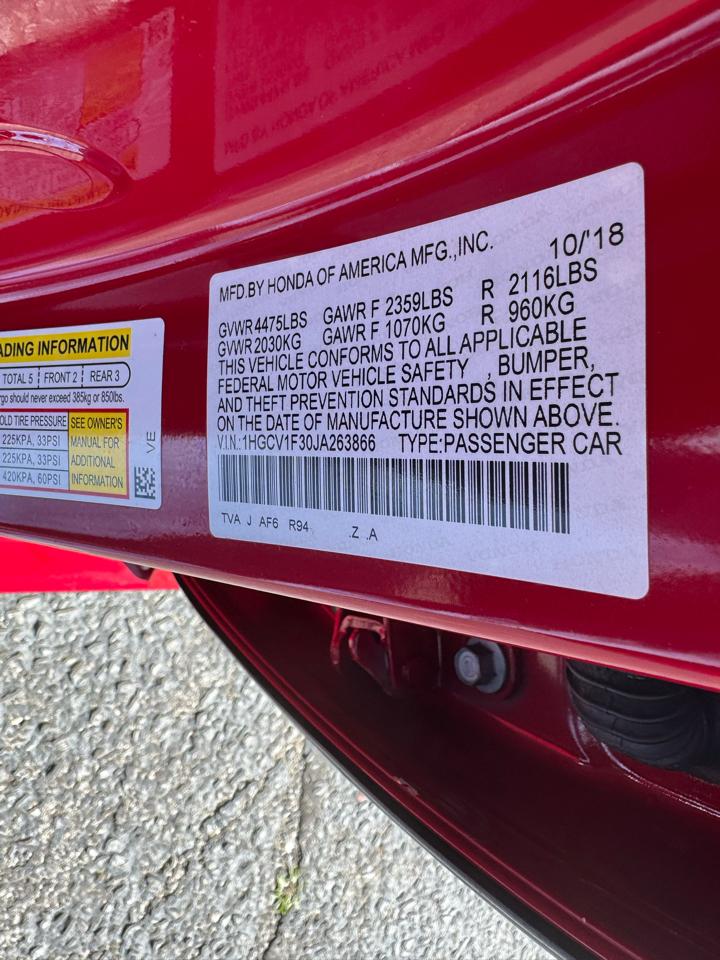 MFD.BY HONDA OF AMERICA MFG.,INC. 10/'18
GVWR 4475LBS GAWR F 2359LBS R 2116LBS
GVWR 2030KG GAWR F 1070KG R 960KG
THIS VEHICLE CONFORMS TO ALL APPLICABLE
FEDERAL MOTOR VEHICLE SAFETY , BUMPER,
AND THEFT PREVENTION STANDARDS IN EFFECT
ON THE DATE OF MANUFACTURE SHOWN ABOVE.
V.I.N.:1HGCV1F30JA263866 TYPE:PASSENGER CAR
TVA J AF6 R94 .Z .A
ADING INFORMATION
TOTAL 5 FRONT 2 REAR 3
rgo should never exceed 385kg or 850lbs.
OLD TIRE PRESSURE
225KPA, 33PSI
225KPA, 33PSI
420KPA, 60PSI
SEE OWNER'S
MANUAL FOR
ADDITIONAL
INFORMATION
VE